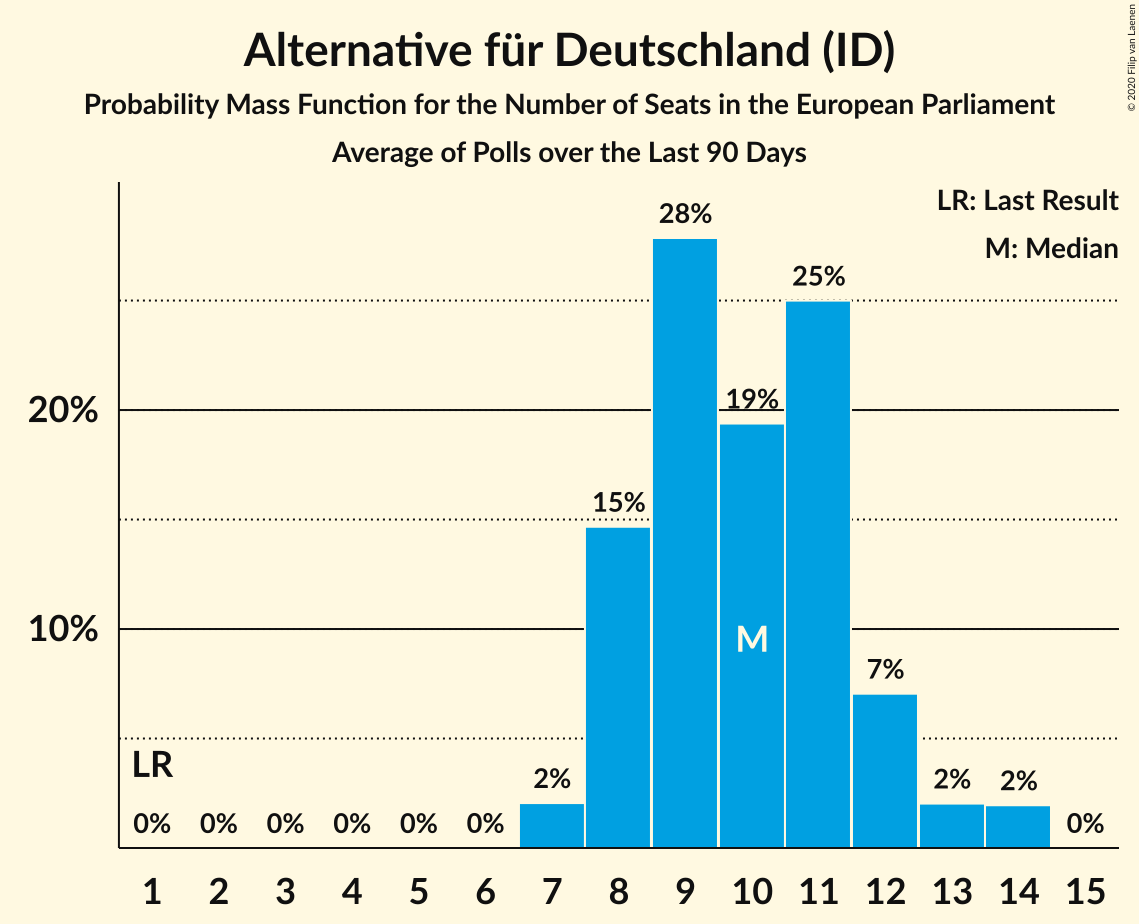 Alternative für Deutschland (ID)
Probability Mass Function for the Number of Seats in the European Parliament
Average of Polls over the Last 90 Days
© 2020 Filip van Laenen
LR: Last Result
M: Median
28%
25%
20%
19%
15%
10%
M
7%
LR
2%
2%
2%
0%
0%
0%
0%
0%
0%
0%
1 2 3 4 5 6 7 8 9 10 11 12 13 14 15